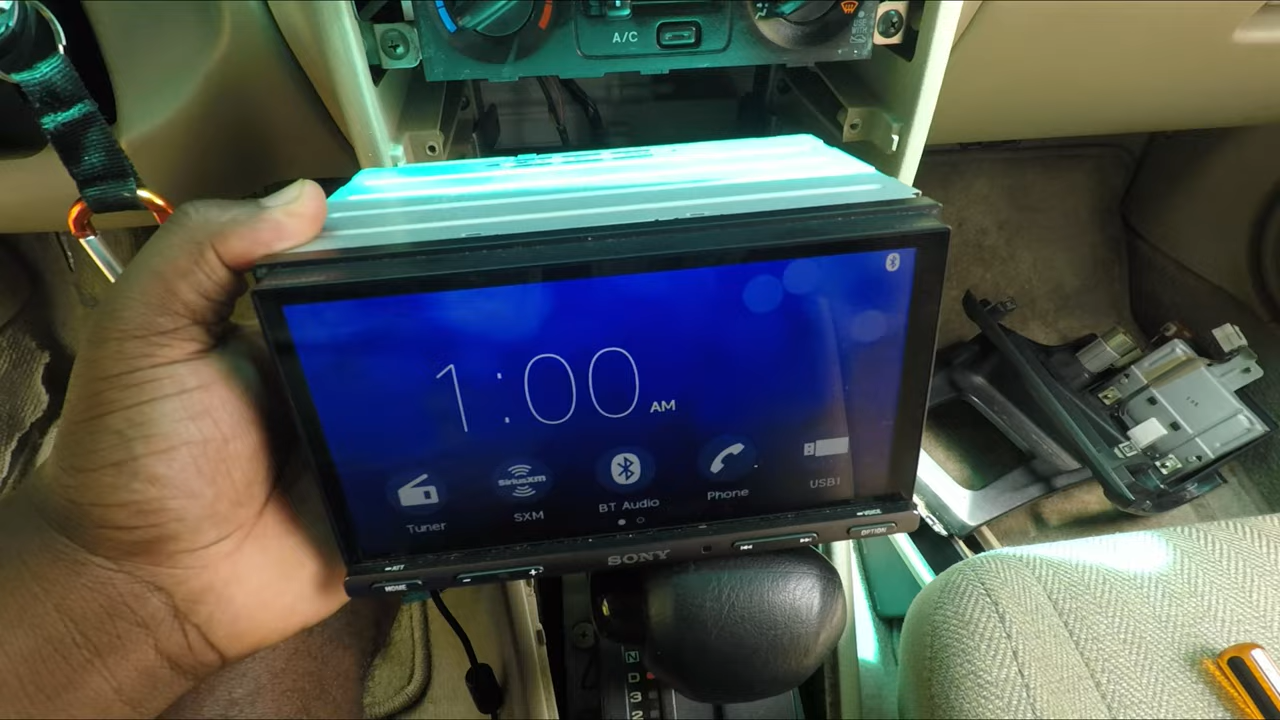 A/C
1:00 AM
SiriusXM
Tuner
SXM
BT Audio
Phone
USB1
ATT
VOICE
HOME
-
+
SONY
OPTION
N
D
3
2